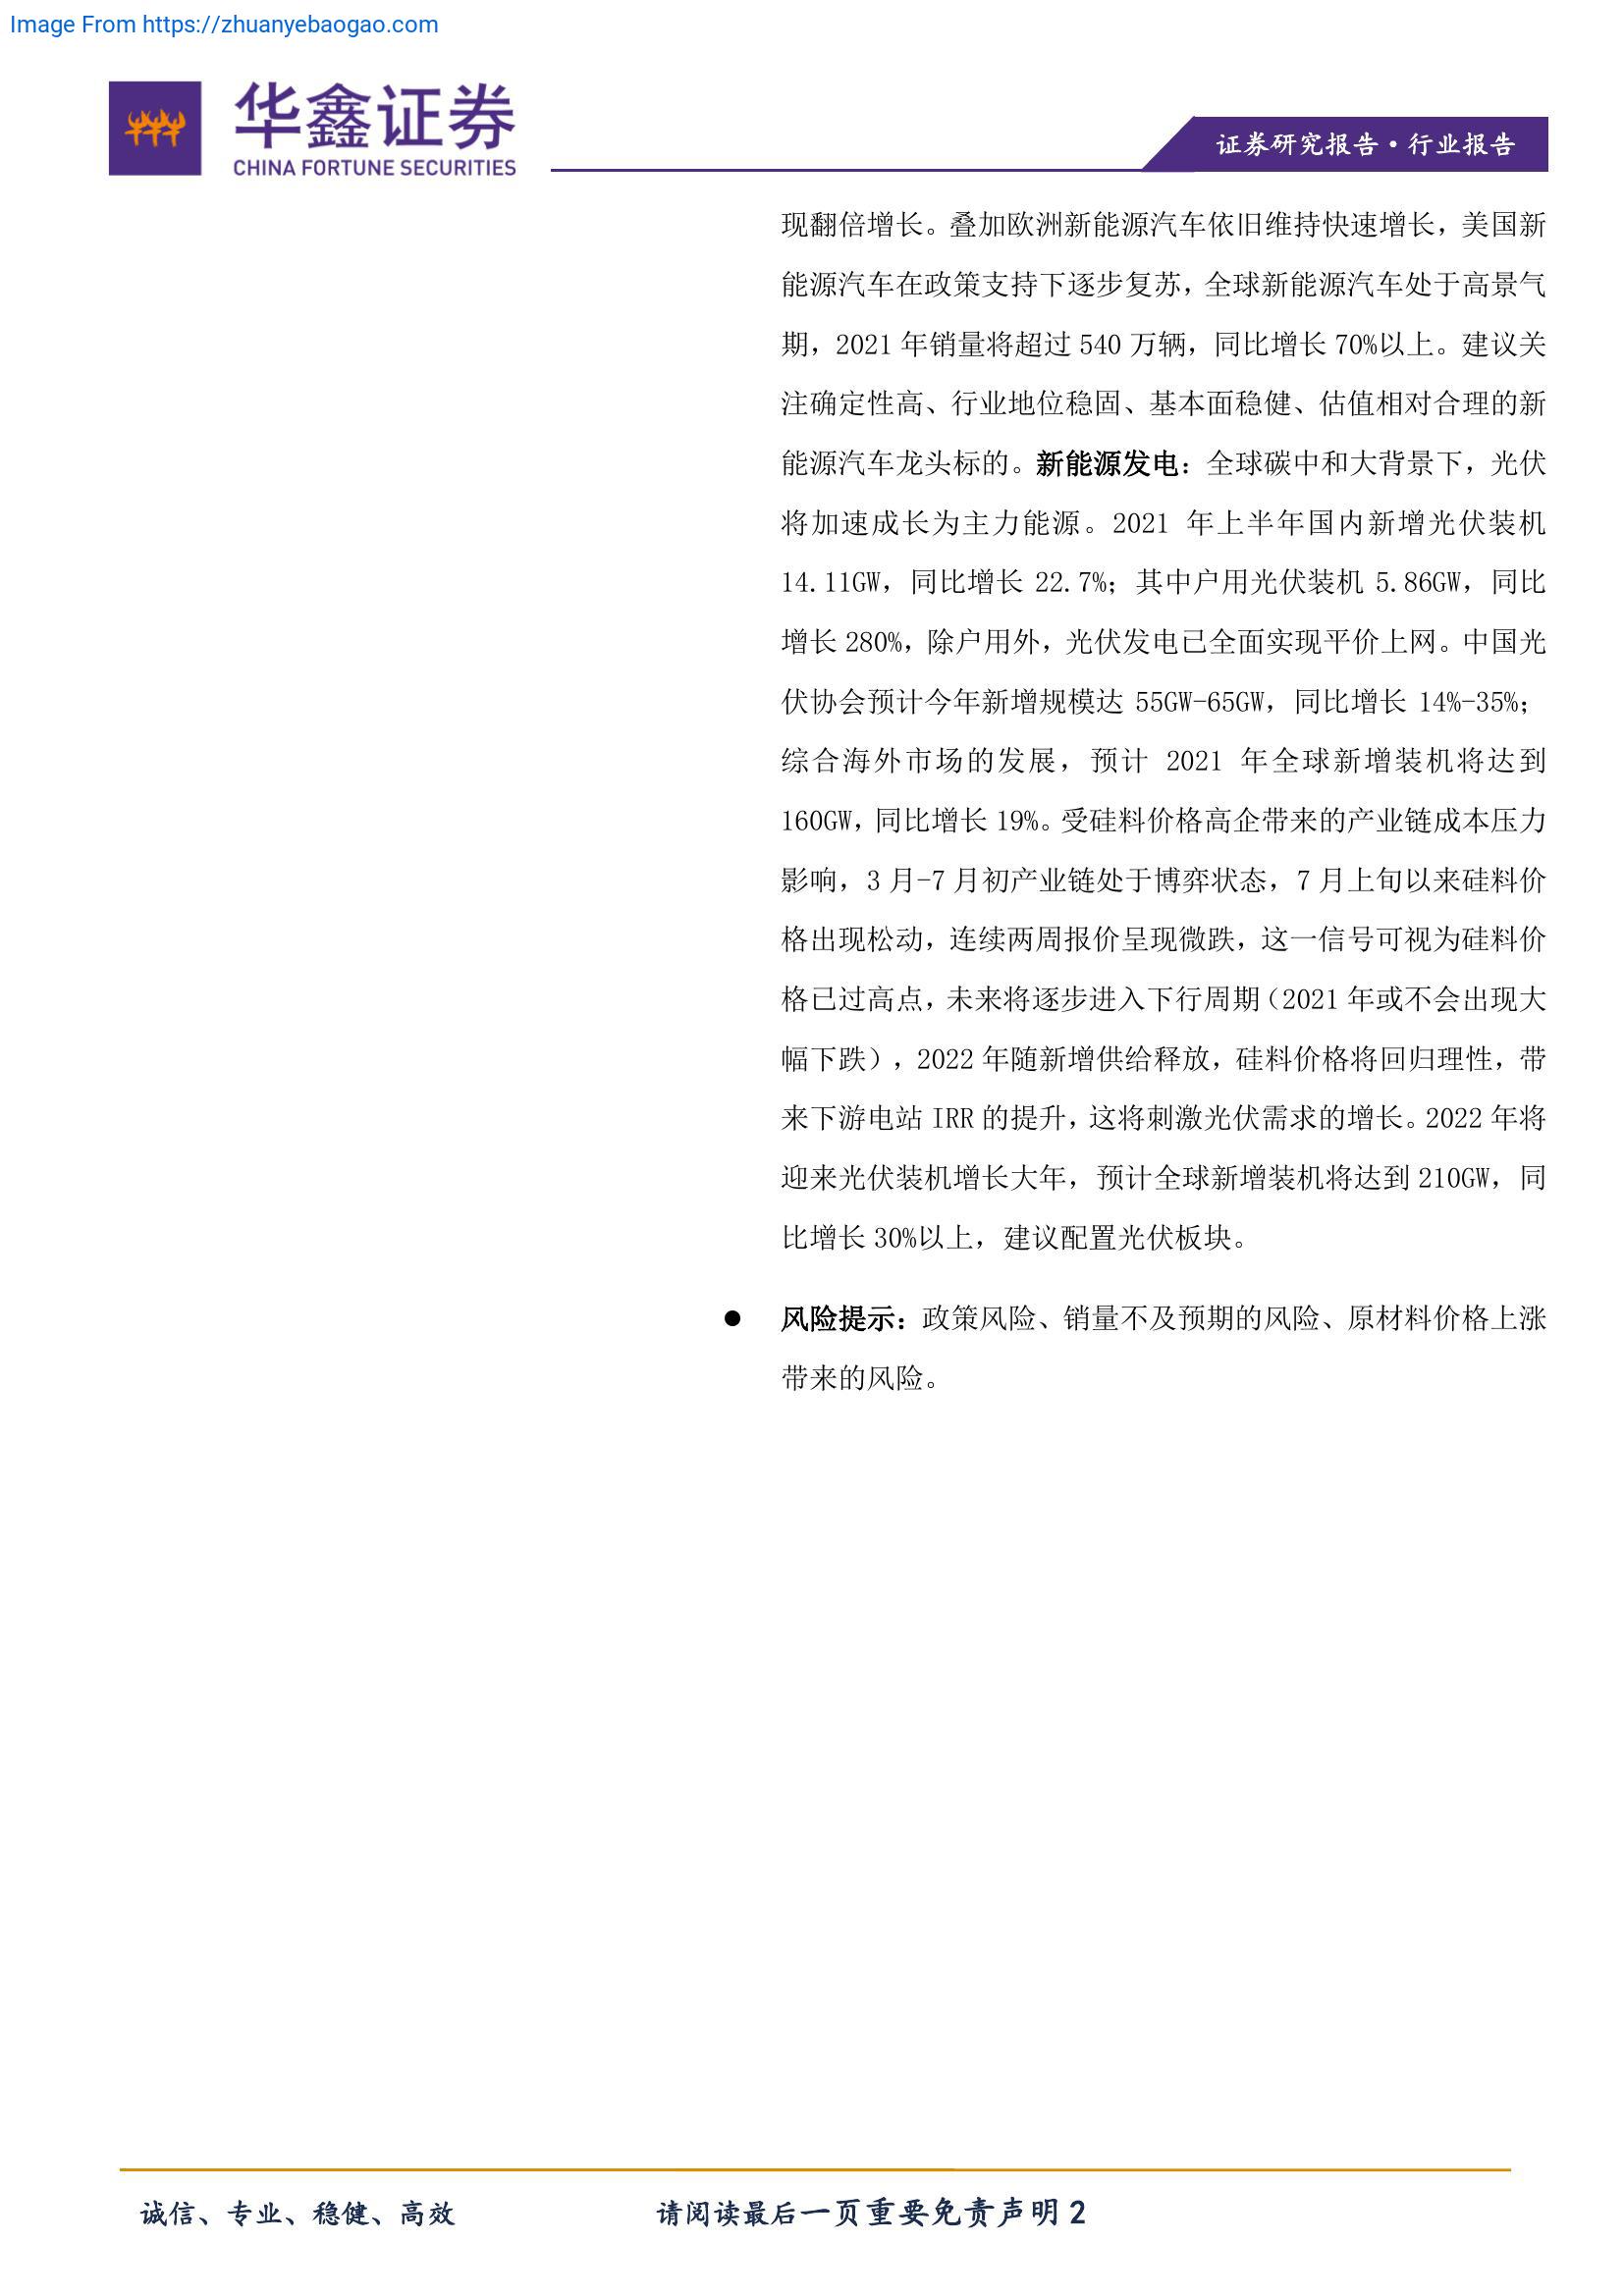 Image From https://zhuanyebaogao.com
华鑫证券
CHINA FORTUNE SECURITIES
证券研究报告·行业报告
现翻倍增长。叠加欧洲新能源汽车依旧维持快速增长，美国新
能源汽车在政策支持下逐步复苏，全球新能源汽车处于高景气
期，2021 年销量将超过 540 万辆，同比增长 70%以上。建议关
注确定性高、行业地位稳固、基本面稳健、估值相对合理的新
能源汽车龙头标的。新能源发电：全球碳中和大背景下，光伏
将加速成长为主力能源。2021 年上半年国内新增光伏装机
14.11GW，同比增长 22.7%；其中户用光伏装机 5.86GW，同比
增长 280%，除户用外，光伏发电已全面实现平价上网。中国光
伏协会预计今年新增规模达 55GW-65GW，同比增长 14%-35%；
综合海外市场的发展，预计 2021 年全球新增装机将达到
160GW，同比增长 19%。受硅料价格高企带来的产业链成本压力
影响，3 月-7 月初产业链处于博弈状态，7 月上旬以来硅料价
格出现松动，连续两周报价呈现微跌，这一信号可视为硅料价
格已过高点，未来将逐步进入下行周期（2021 年或不会出现大
幅下跌），2022 年随新增供给释放，硅料价格将回归理性，带
来下游电站 IRR 的提升，这将刺激光伏需求的增长。2022 年将
迎来光伏装机增长大年，预计全球新增装机将达到 210GW，同
比增长 30%以上，建议配置光伏板块。
● 风险提示：政策风险、销量不及预期的风险、原材料价格上涨
带来的风险。
诚信、专业、稳健、高效 请阅读最后一页重要免责声明 2